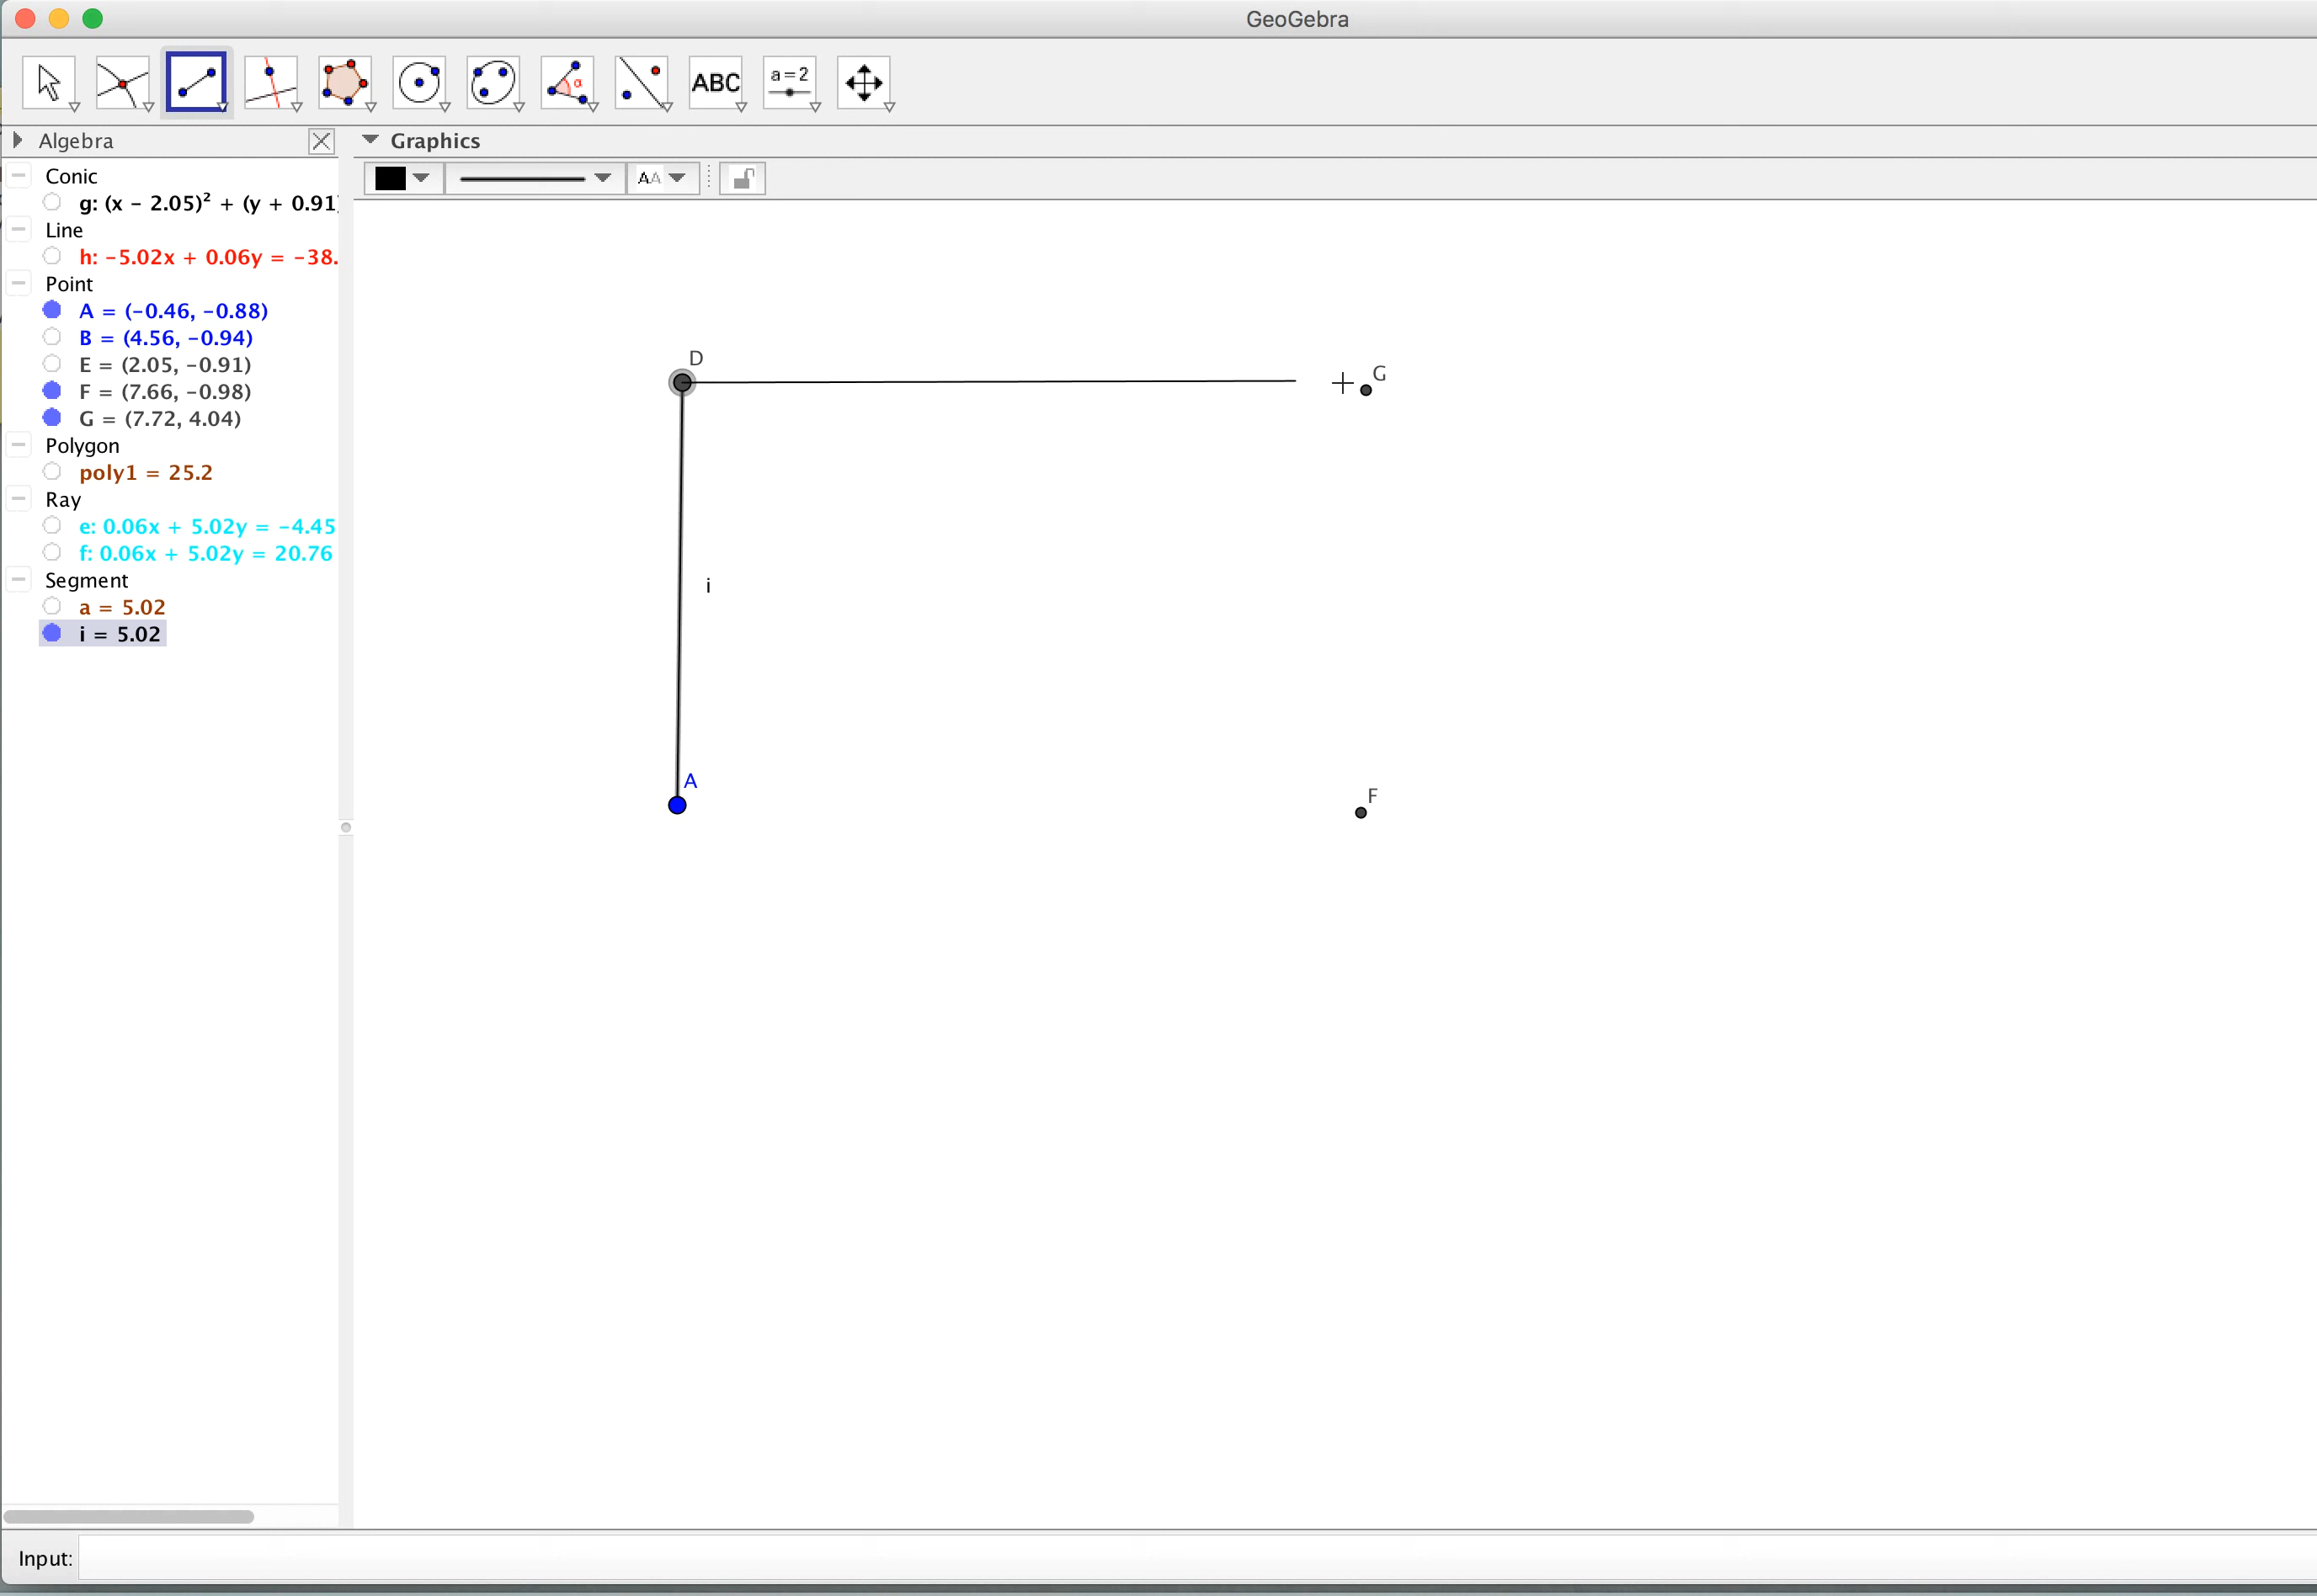 GeoGebra
α
ABC
a = 2
Algebra
Graphics
AA
Conic
g: (x − 2.05)² + (y + 0.91)
Line
h: −5.02x + 0.06y = −38.
Point
A = (−0.46, −0.88)
B = (4.56, −0.94)
E = (2.05, −0.91)
F = (7.66, −0.98)
G = (7.72, 4.04)
Polygon
poly1 = 25.2
Ray
e: 0.06x + 5.02y = −4.45
f: 0.06x + 5.02y = 20.76
Segment
a = 5.02
i = 5.02
D
G
i
A
F
Input: